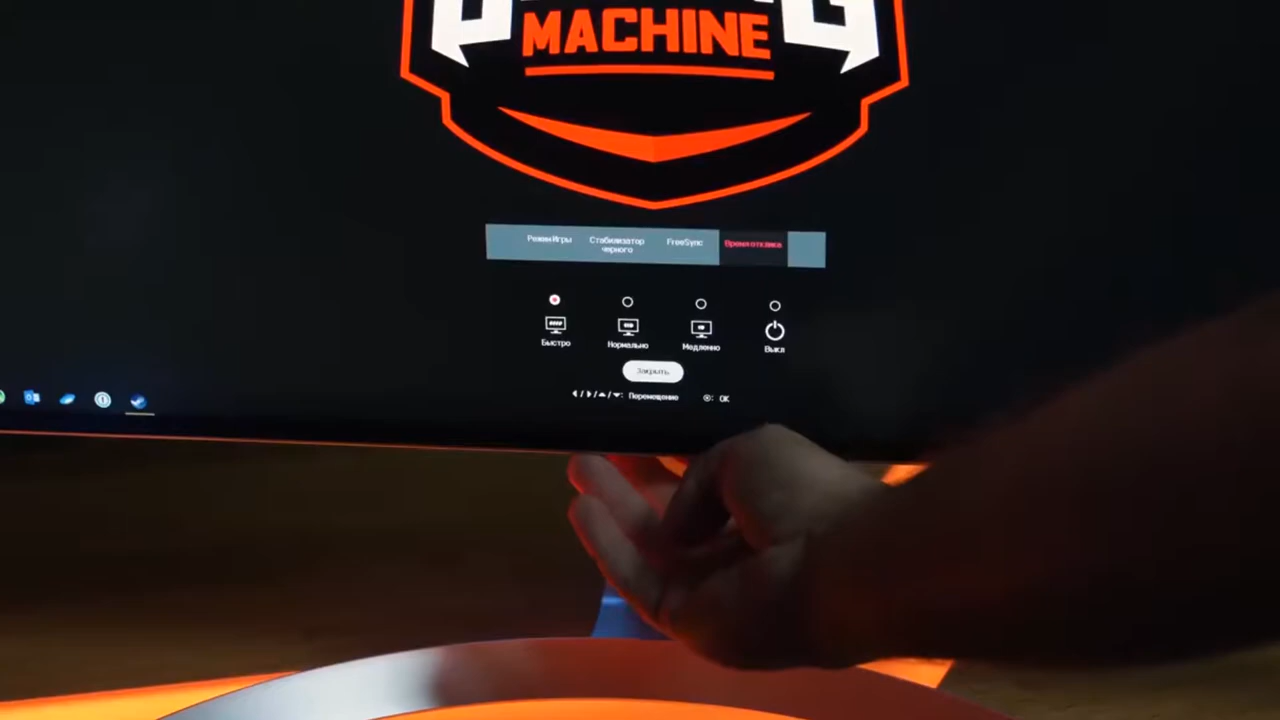 MACHINE
Режим Игры
Стабилизатор
черного
FreeSync
Время отклика
Быстро
Нормально
Медленно
Выкл
Закрыть
Перемещение
OK